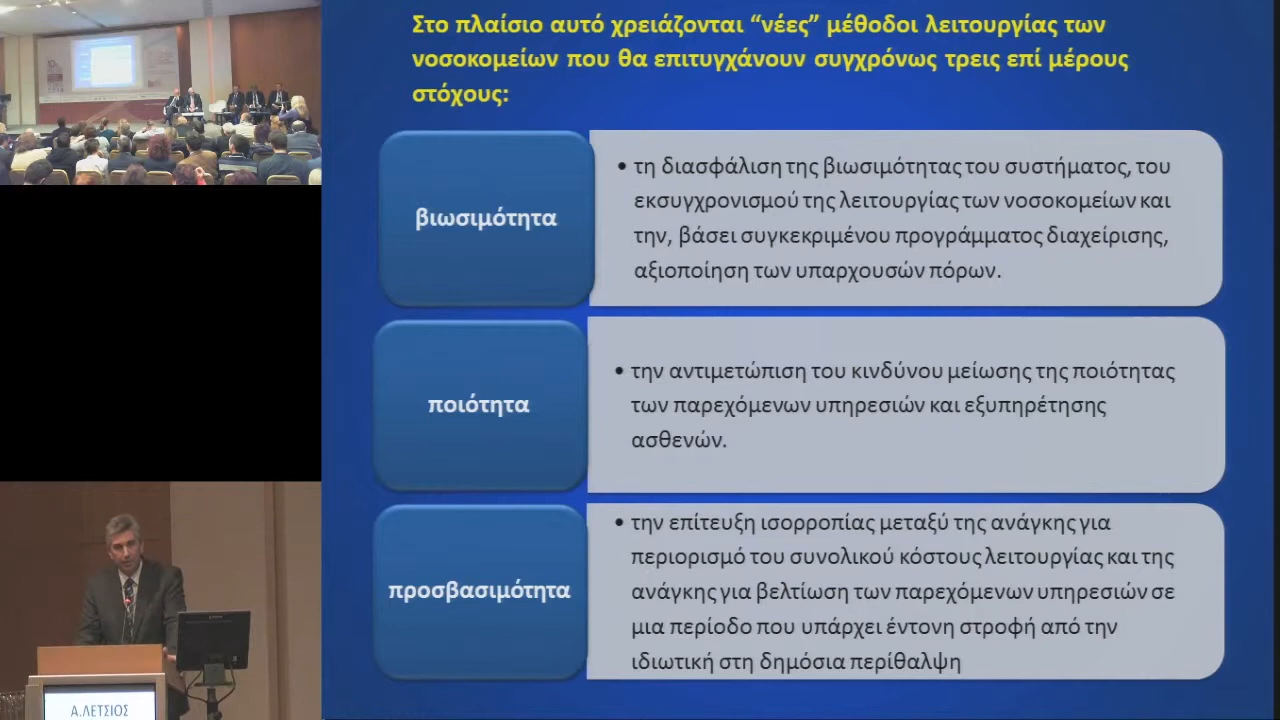 Στο πλαίσιο αυτό χρειάζονται “νέες” μέθοδοι λειτουργίας των
νοσοκομείων που θα επιτυγχάνουν συγχρόνως τρεις επί μέρους
στόχους:
βιωσιμότητα
• τη διασφάλιση της βιωσιμότητας του συστήματος, του
εκσυγχρονισμού της λειτουργίας των νοσοκομείων και
την, βάσει συγκεκριμένου προγράμματος διαχείρισης,
αξιοποίηση των υπαρχουσών πόρων.
ποιότητα
• την αντιμετώπιση του κινδύνου μείωσης της ποιότητας
των παρεχόμενων υπηρεσιών και εξυπηρέτησης
ασθενών.
προσβασιμότητα
• την επίτευξη ισορροπίας μεταξύ της ανάγκης για
περιορισμό του συνολικού κόστους λειτουργίας και της
ανάγκης για βελτίωση των παρεχόμενων υπηρεσιών σε
μια περίοδο που υπάρχει έντονη στροφή από την
ιδιωτική στη δημόσια περίθαλψη
Α.ΛΕΤΣΙΟΣ